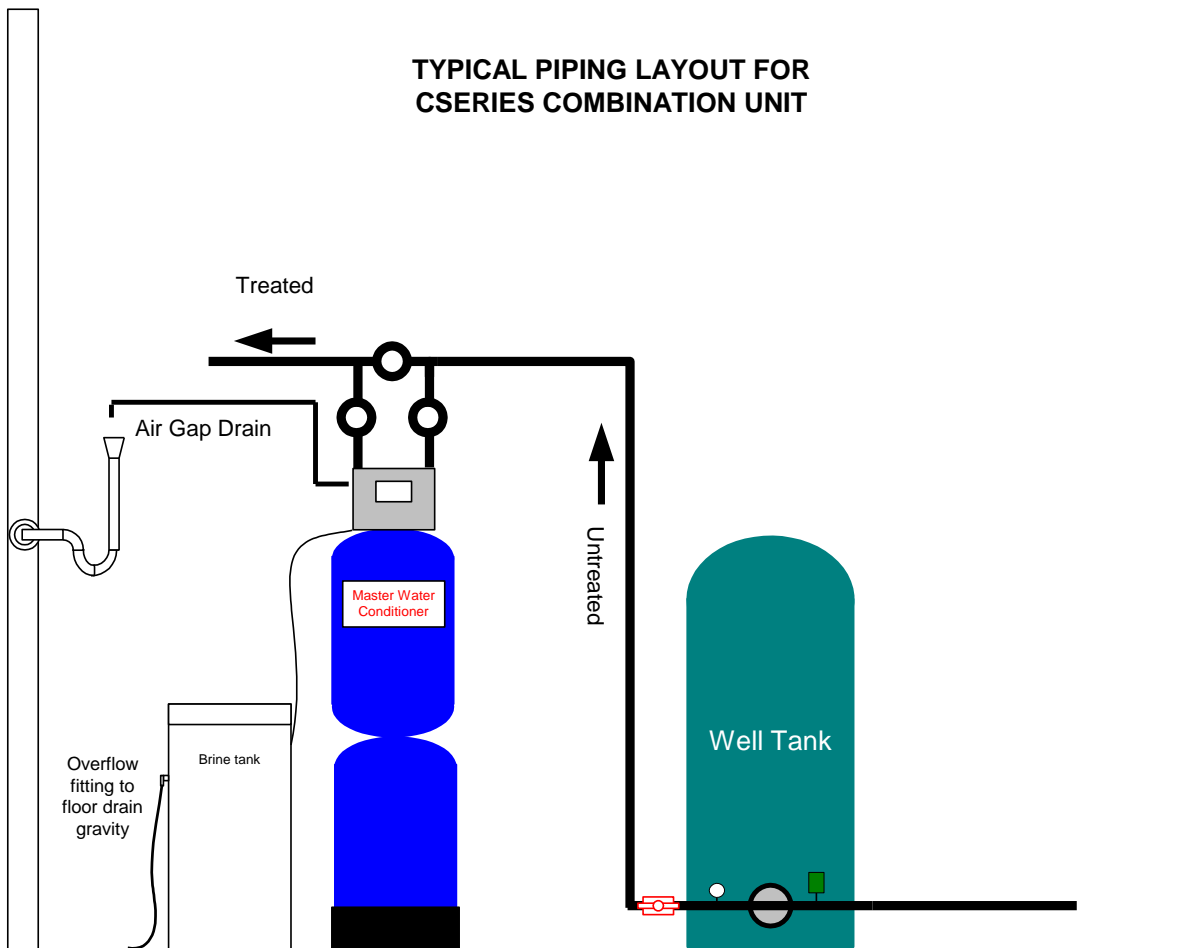 TYPICAL PIPING LAYOUT FOR
CSERIES COMBINATION UNIT
Treated
Air Gap Drain
Untreated
Master Water
Conditioner
Well Tank
Brine tank
Overflow
fitting to
floor drain
gravity